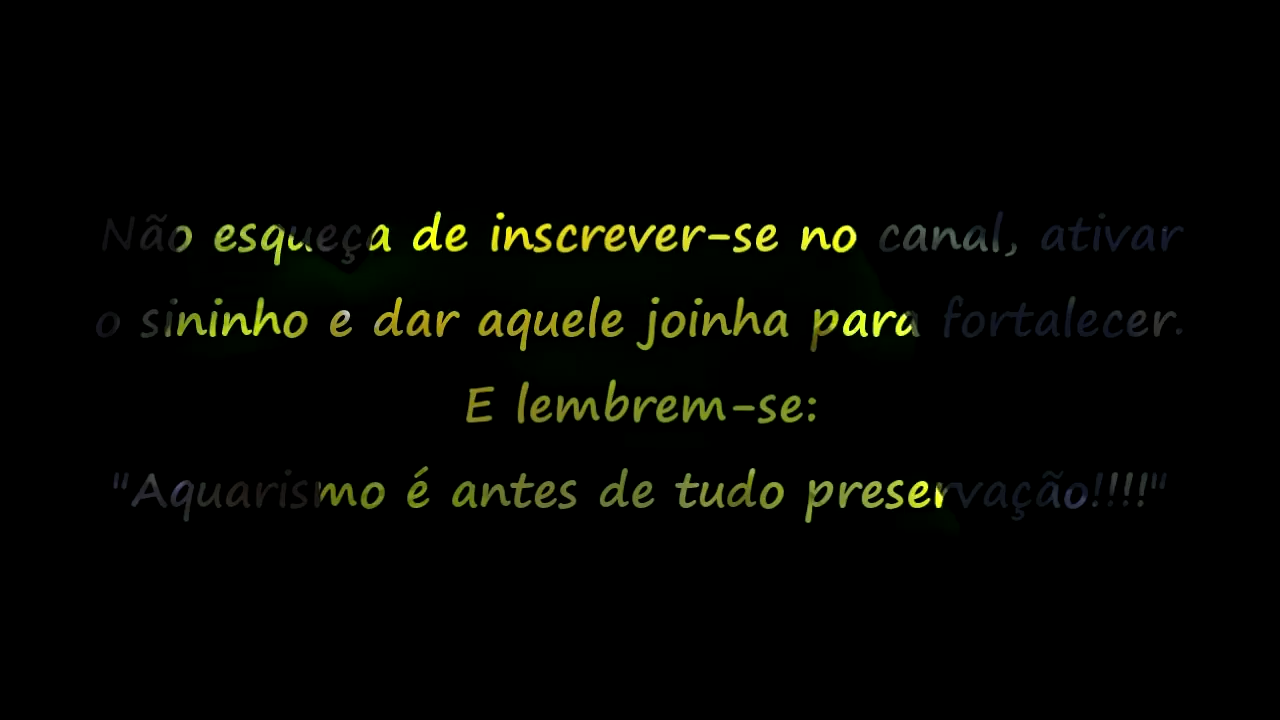 Não esqueça de inscrever-se no canal, ativar
o sininho e dar aquele joinha para fortalecer.
E lembrem-se:
"Aquarismo é antes de tudo preservação!!!!"